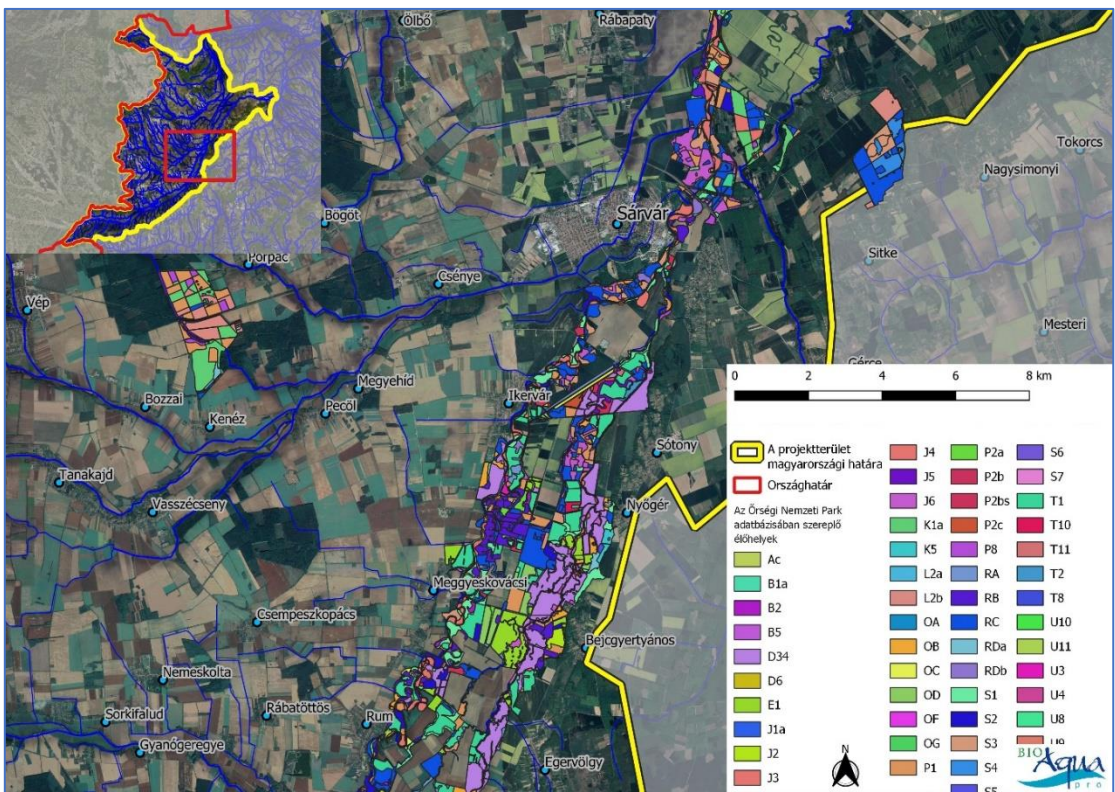 Ölbő
Rábapaty
Tokorcs
Nagysimonyi
Bögöt
Sárvár
Sitke
Porpác
Csénye
Vép
Mesteri
Gérce
Megyehíd
Bozzai
Pecöl
Ikervár
Kenéz
Sótony
Tanakajd
Vasszécseny
Nyőgér
Meggyeskovácsi
Csempeszkopács
Bejcgyertyános
Nemeskolta
Sorkifalud
Rábatöttös
Rum
Gyanógeregye
Egervölgy
0 2 4 6 8 km
A projektterület
magyarországi határa
Országhatár
Az Őrségi Nemzeti Park
adatbázisában szereplő
élőhelyek
Ac
B1a
B2
B5
D34
D6
E1
J1a
J2
J3
J4
J5
J6
K1a
K5
L2a
L2b
OA
OB
OC
OD
OF
OG
P1
P2a
P2b
P2bs
P2c
P8
RA
RB
RC
RDa
RDb
S1
S2
S3
S4
S5
S6
S7
T1
T10
T11
T2
T8
U10
U11
U3
U4
U8
U9
N
BIO
Aqua
pro